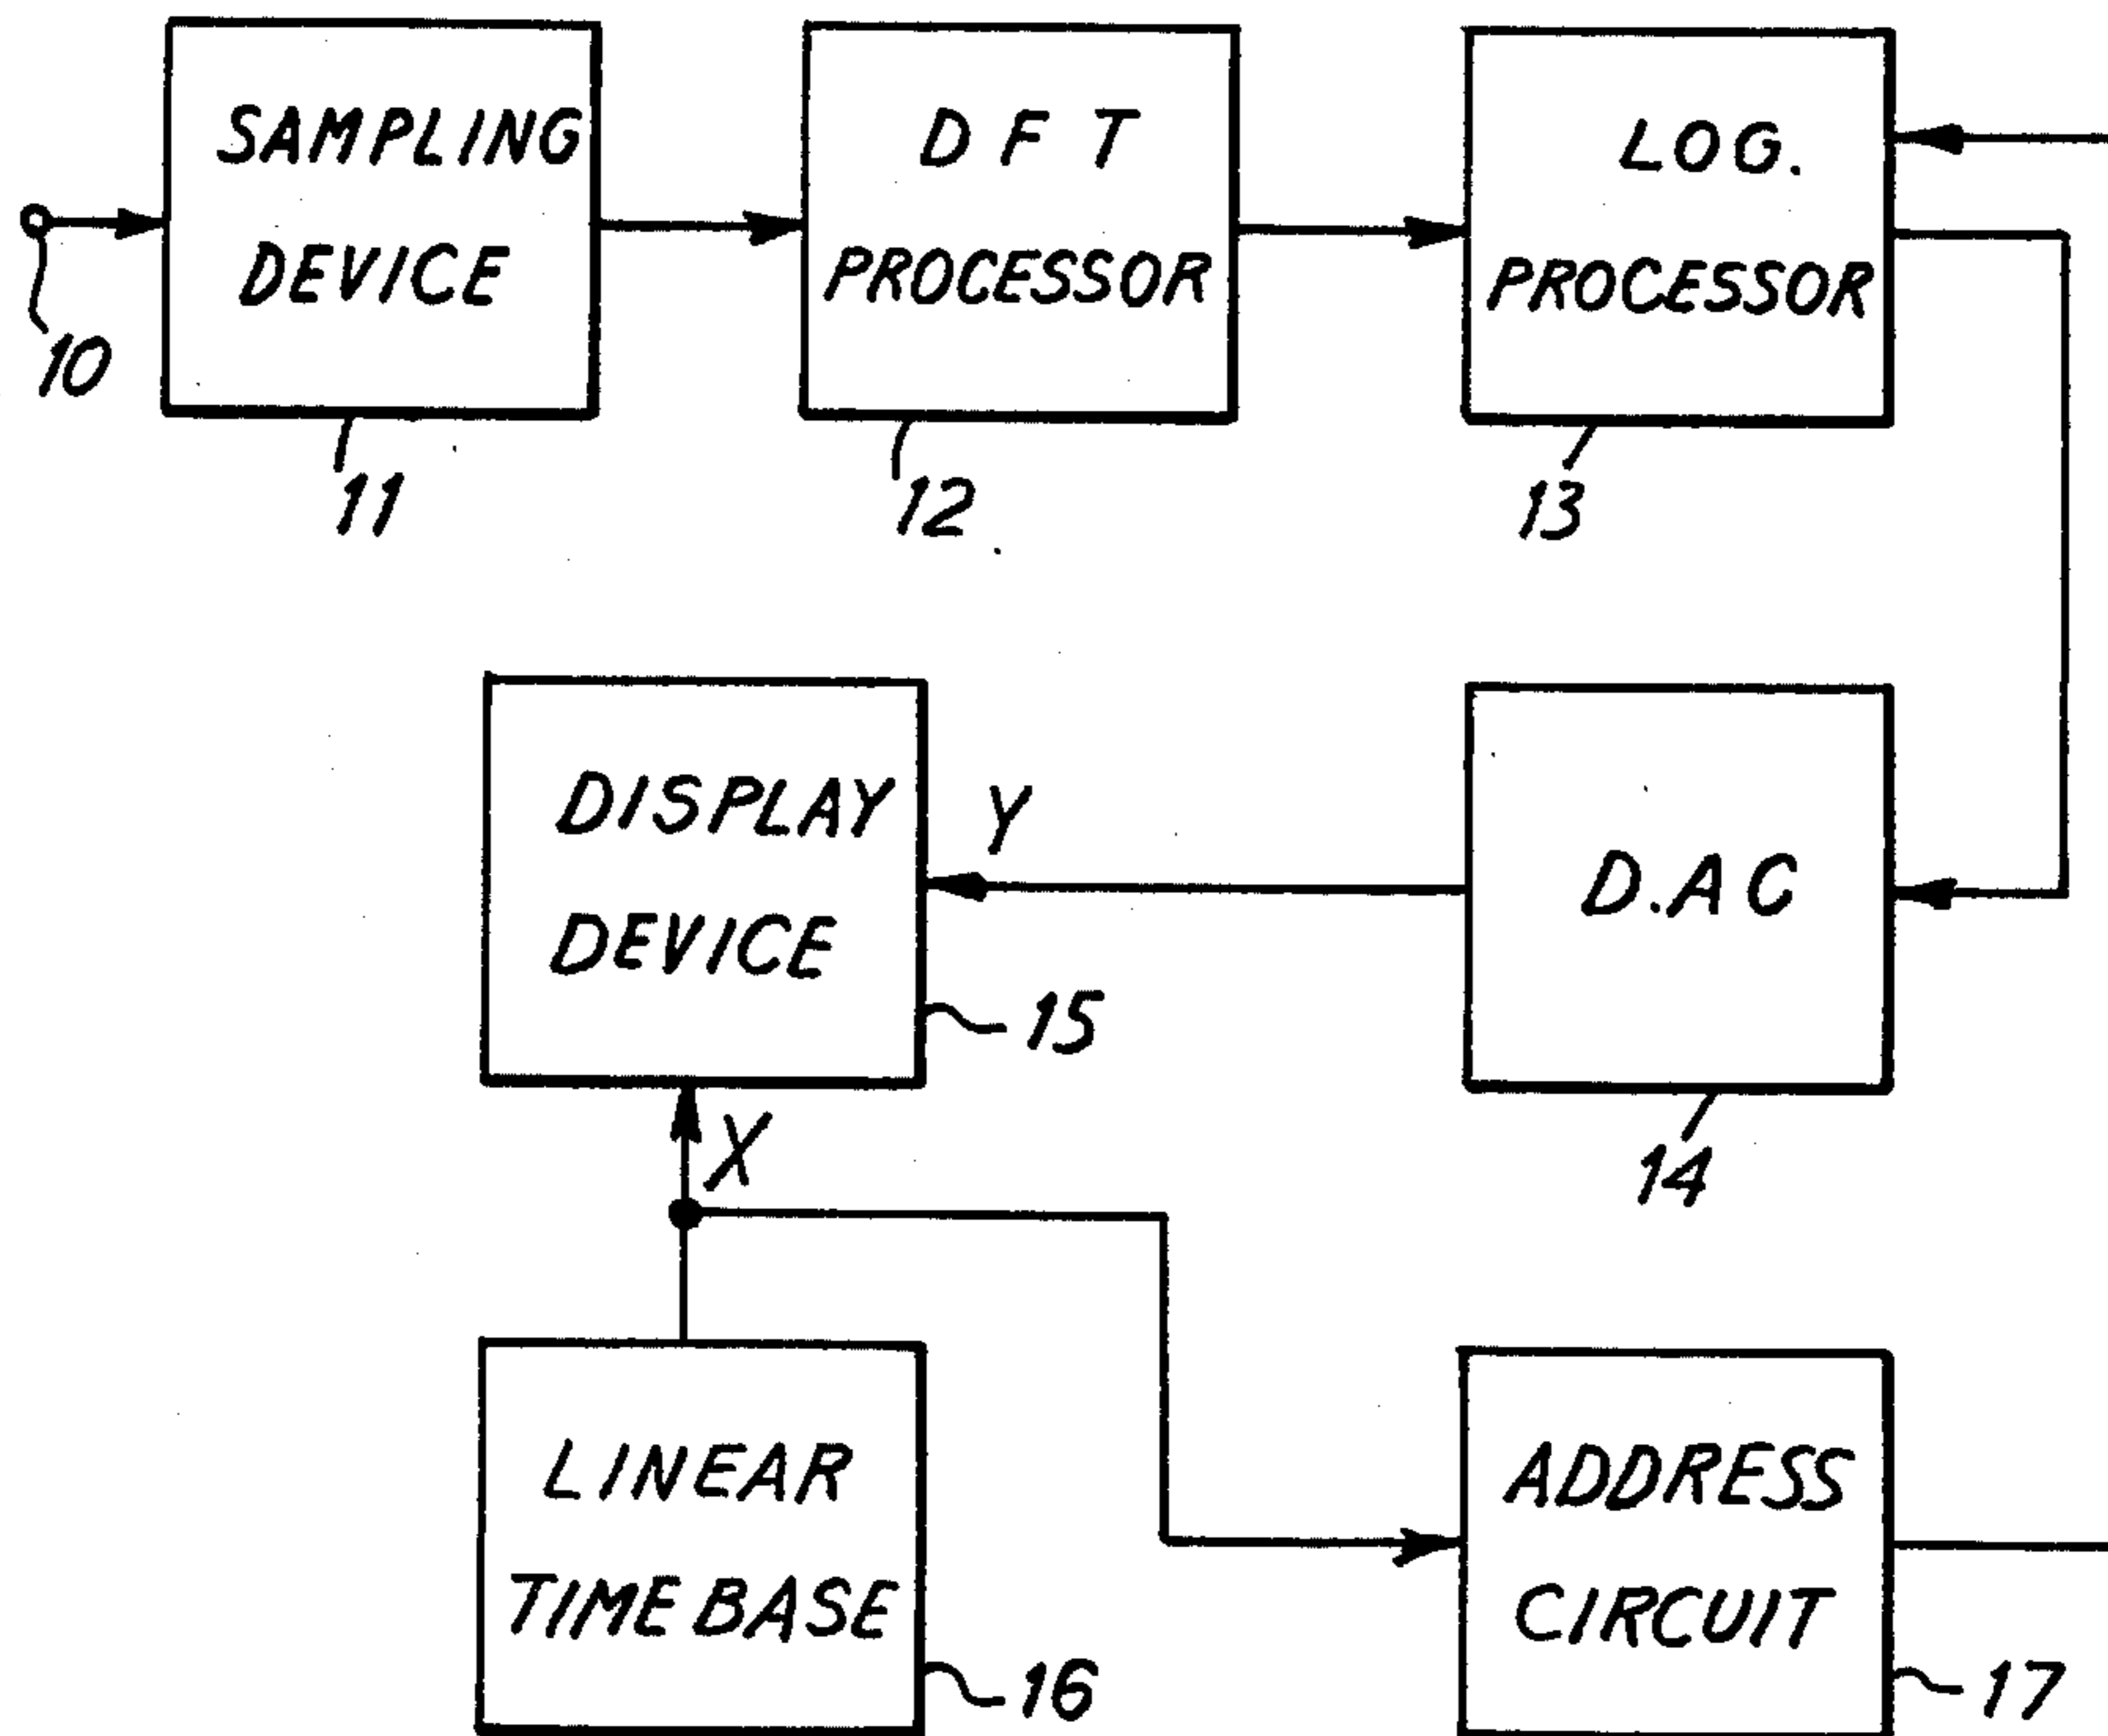 SAMPLING
DEVICE
10
11
D F T
PROCESSOR
12
LOG.
PROCESSOR
13
DISPLAY
DEVICE
15
Y
X
D.AC
14
LINEAR
TIME BASE
16
ADDRESS
CIRCUIT
17